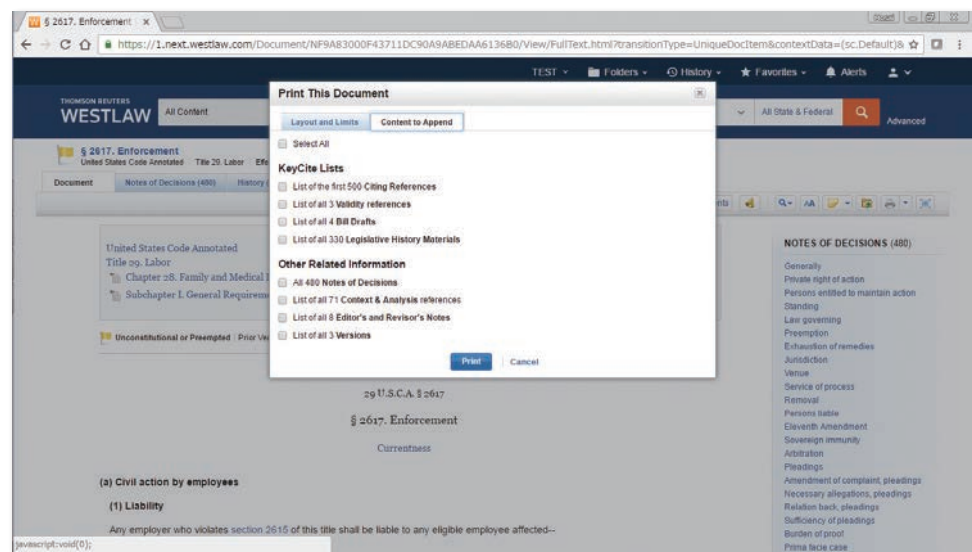 § 2617. Enforcement
https://1.next.westlaw.com/Document/NF9A83000F43711DC90A9ABEDAA6136B0/View/FullText.html?transitionType=UniqueDocItem&contextData=(sc.Default)&
TEST Folders History Favorites Alerts
THOMSON REUTERS
WESTLAW All Content All State & Federal Advanced
§ 2617. Enforcement
United States Code Annotated Title 29. Labor
Document Notes of Decisions (480) History
Print This Document
Layout and Limits Content to Append
Select All
KeyCite Lists
List of the first 500 Citing References
List of all 3 Validity references
List of all 4 Bill Drafts
List of all 330 Legislative History Materials
Other Related Information
All 480 Notes of Decisions
List of all 71 Context & Analysis references
List of all 8 Editor's and Revisor's Notes
List of all 3 Versions
Print Cancel
United States Code Annotated
Title 29. Labor
Chapter 28. Family and Medical
Subchapter I. General
Unconstitutional or Preempted Prior
29 U.S.C.A. § 2617
§ 2617. Enforcement
Currentness
(a) Civil action by employees
(1) Liability
Any employer who violates section 2615 of this title shall be liable to any eligible employee affected--
javascript:void(0);
NOTES OF DECISIONS (480)
Generally
Private right of action
Persons entitled to maintain action
Standing
Law governing
Preemption
Exhaustion of remedies
Jurisdiction
Venue
Service of process
Removal
Persons liable
Eleventh Amendment
Sovereign immunity
Arbitration
Pleadings
Amendment of complaint, pleadings
Necessary allegations, pleadings
Relation back, pleadings
Sufficiency of pleadings
Burden of proof
Prima facie case